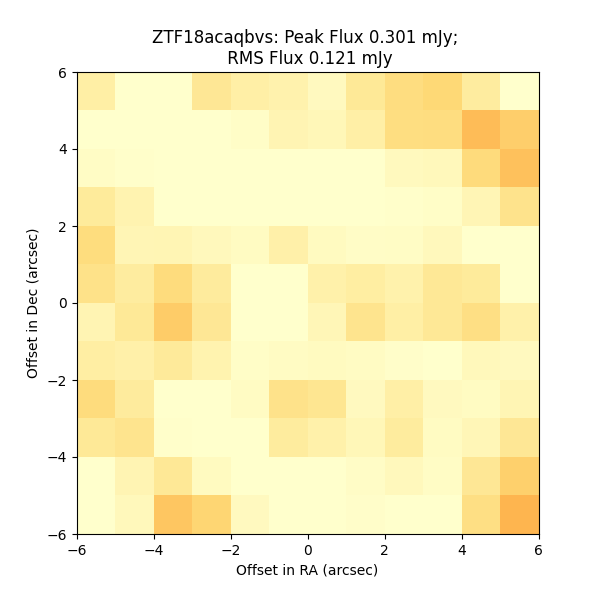 ZTF18acaqbvs: Peak Flux 0.301 mJy;
RMS Flux 0.121 mJy
6
4
2
0
−2
−4
−6
Offset in Dec (arcsec)
−6 −4 −2 0 2 4 6
Offset in RA (arcsec)